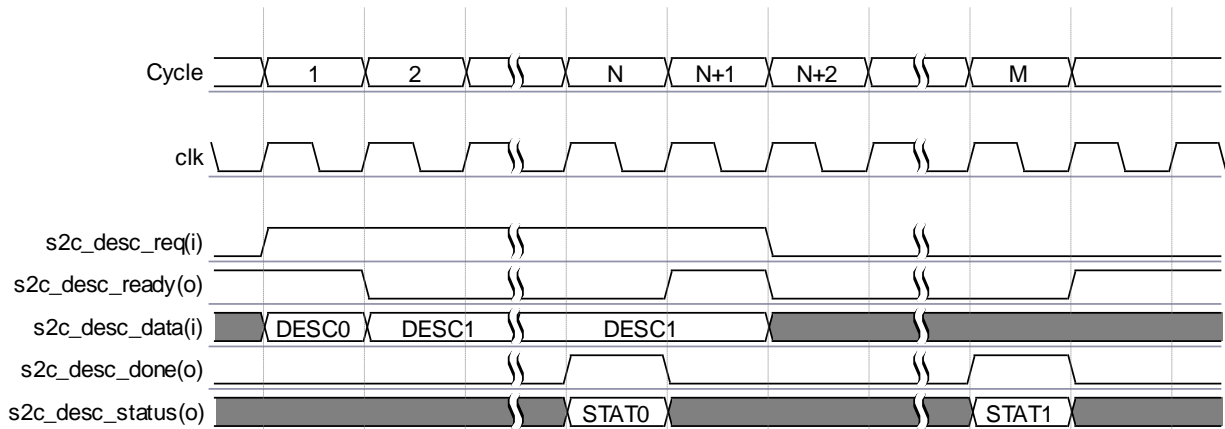 Cycle 1 2 N N+1 N+2 M
clk
s2c_desc_req(i)
s2c_desc_ready(o)
s2c_desc_data(i) DESC0 DESC1 DESC1
s2c_desc_done(o)
s2c_desc_status(o) STAT0 STAT1